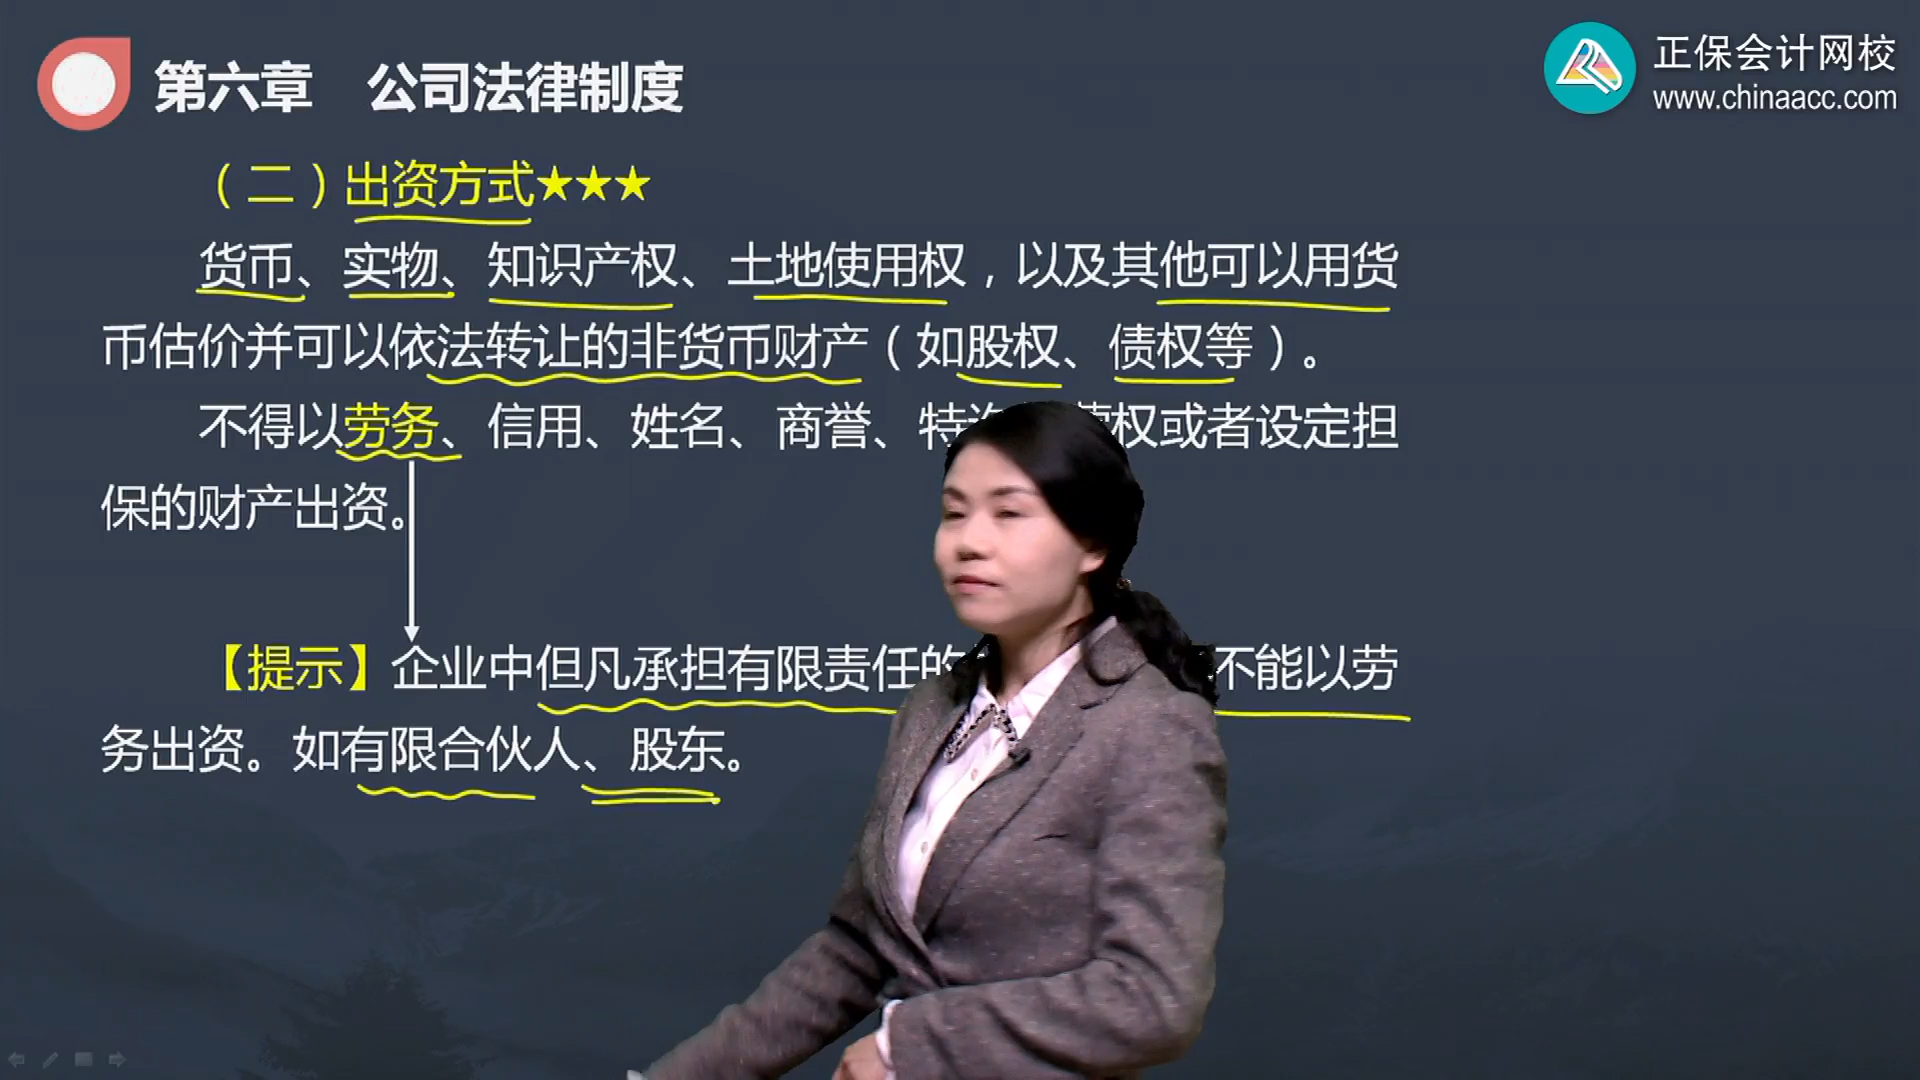 第六章 公司法律制度
正保会计网校
www.chinaacc.com
（二）出资方式★★★
货币、实物、知识产权、土地使用权，以及其他可以用货
币估价并可以依法转让的非货币财产（如股权、债权等）。
不得以劳务、信用、姓名、商誉、特 权或者设定担
保的财产出资。
【提示】企业中但凡承担有限责任的 不能以劳
务出资。如有限合伙人、股东。